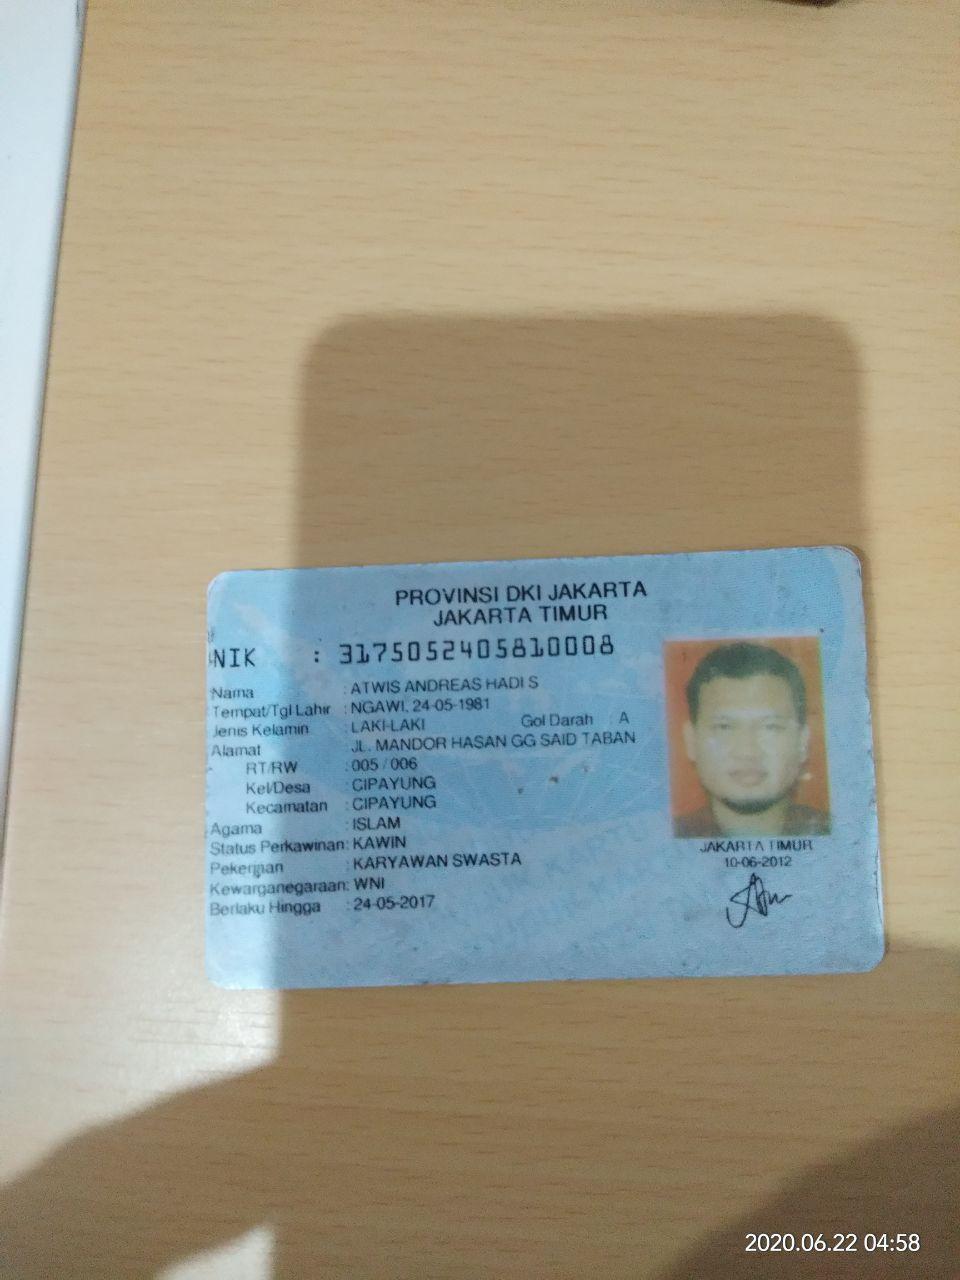 PROVINSI DKI JAKARTA
JAKARTA TIMUR
NIK : 3175052405810008
Nama : ATWIS ANDREAS HADI S
Tempat/Tgl Lahir : NGAWI, 24-05-1981
Jenis Kelamin : LAKI-LAKI Gol Darah : A
Alamat : JL. MANDOR HASAN GG SAID TABAN
RT/RW : 005 / 006
Kel/Desa : CIPAYUNG
Kecamatan : CIPAYUNG
Agama : ISLAM
Status Perkawinan: KAWIN
Pekerjaan : KARYAWAN SWASTA
Kewarganegaraan: WNI
Berlaku Hingga : 24-05-2017
JAKARTA TIMUR
10-06-2012
2020.06.22 04:58